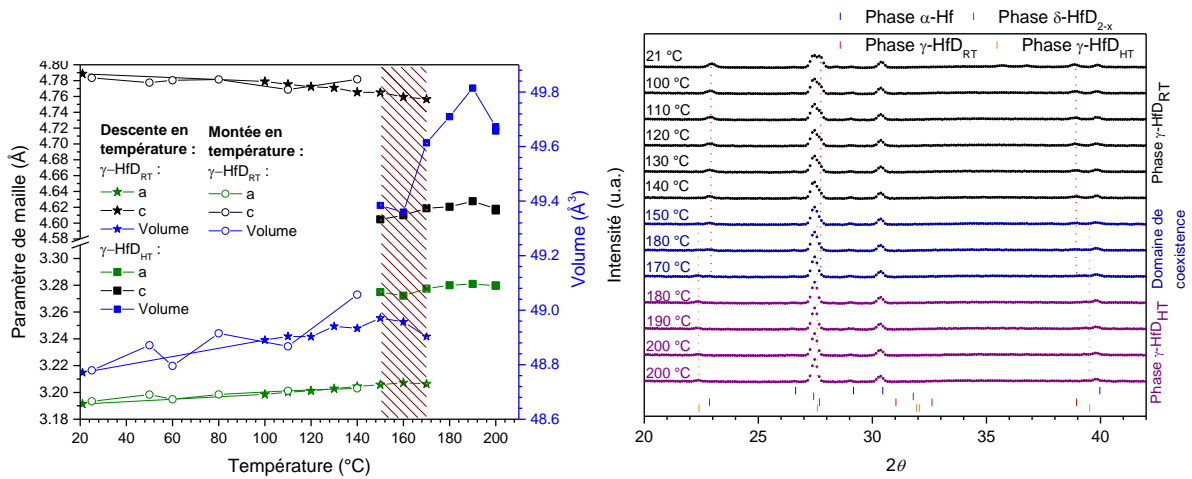 4.80
4.78
4.76
4.74
4.72
4.70
4.68
4.66
4.64
4.62
4.60
4.58
3.30
3.28
3.26
3.24
3.22
3.20
3.18
Paramètre de maille (Å)
Descente en
température :
γ−HfD_RT :
a
c
Volume
γ−HfD_HT :
a
c
Volume
Montée en
température :
γ−HfD_RT :
a
c
Volume
49.8
49.6
49.4
49.2
49.0
48.8
48.6
Volume (Å³)
20 40 60 80 100 120 140 160 180 200
Température (°C)
Phase α-Hf
Phase δ-HfD_2-x
Phase γ-HfD_RT
Phase γ-HfD_HT
Intensité (u.a.)
21 °C
100 °C
110 °C
120 °C
130 °C
140 °C
150 °C
180 °C
170 °C
180 °C
190 °C
200 °C
200 °C
Phase γ-HfD_RT
Domaine de
coexistence
Phase γ-HfD_HT
20 25 30 35 40
2θ